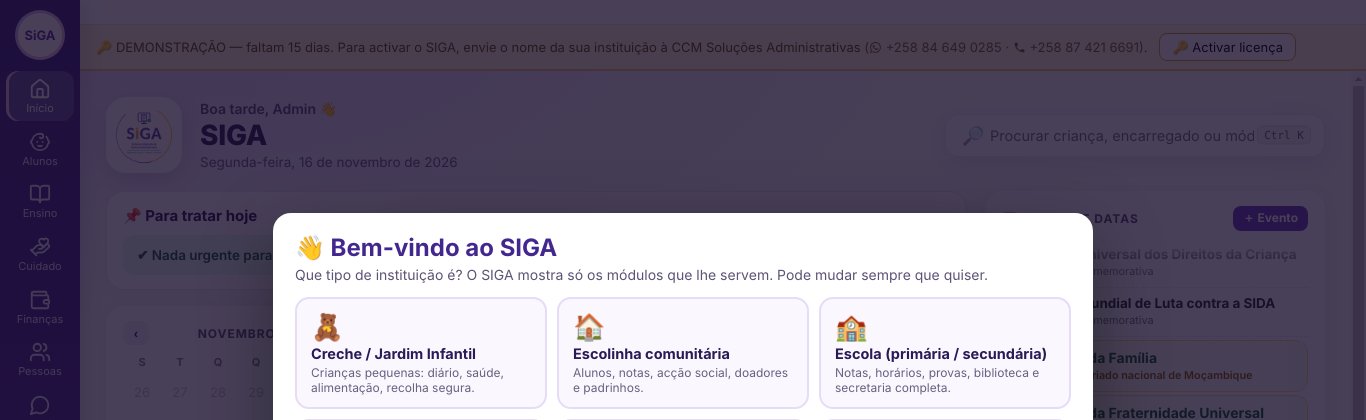 SiGA
🔑 DEMONSTRAÇÃO — faltam 15 dias. Para activar o SIGA, envie o nome da sua instituição à CCM Soluções Administrativas (+258 84 649 0285 · +258 87 421 6691).
🔑 Activar licença
Início
Alunos
Ensino
Cuidado
Finanças
Pessoas
SiGA
Boa tarde, Admin 👋
SIGA
Segunda-feira, 16 de novembro de 2026
🔎 Procurar criança, encarregado ou mód
Ctrl K
📌 Para tratar hoje
✔ Nada urgente para
‹
NOVEMBRO
S T Q Q
26 27 28 29
DATAS
+ Evento
iversal dos Direitos da Criança
memorativa
undial de Luta contra a SIDA
memorativa
da Família
riado nacional de Moçambique
da Fraternidade Universal
👋 Bem-vindo ao SIGA
Que tipo de instituição é? O SIGA mostra só os módulos que lhe servem. Pode mudar sempre que quiser.
Creche / Jardim Infantil
Crianças pequenas: diário, saúde,
alimentação, recolha segura.
Escolinha comunitária
Alunos, notas, acção social, doadores
e padrinhos.
Escola (primária / secundária)
Notas, horários, provas, biblioteca e
secretaria completa.